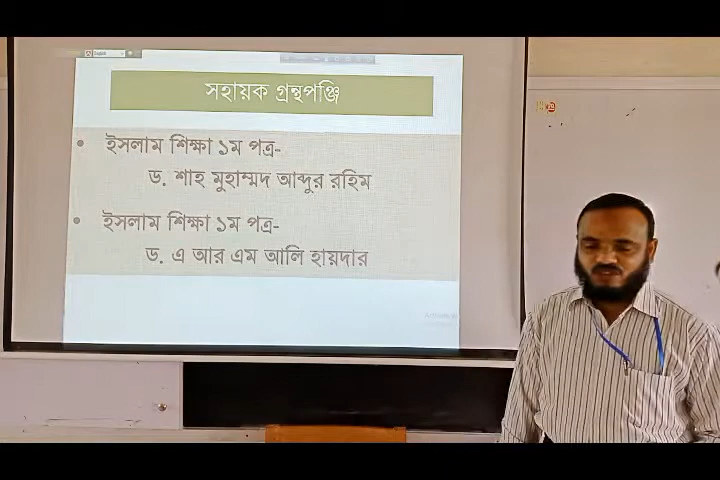 সহায়ক গ্রন্থপঞ্জি
• ইসলাম শিক্ষা ১ম পত্র-
ড. শাহ মুহাম্মদ আব্দুর রহিম
• ইসলাম শিক্ষা ১ম পত্র-
ড. এ আর এম আলি হায়দার